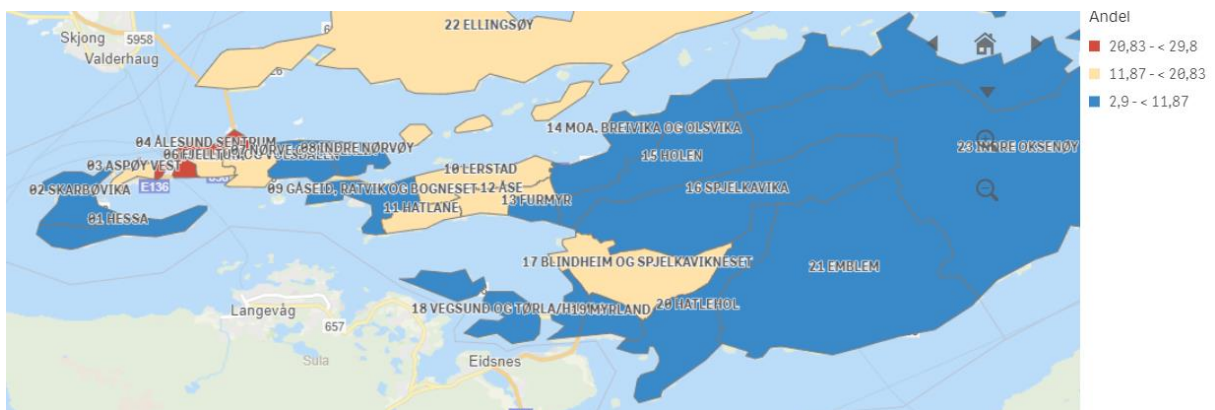 Andel
20,83 - < 29,8
11,87 - < 20,83
2,9 - < 11,87
22 ELLINGSØY
Skjong
5958
Valderhaug
14 MOA, BREIVIKA OG OLSVIKA
04 ÅLESUND SENTRUM
08 INDRE NØRVØY
23 INDRE OKSENØY
15 HOLEN
03 ASPØY VEST
10 LERSTAD
E136
02 SKARBØVIKA
09 GÅSEID, RATVIK OG BOGNESET
12 ÅSE
16 SPJELKAVIKA
13 FURMYR
11 HATLANE
01 HESSA
17 BLINDHEIM OG SPJELKAVIKNESET
21 EMBLEM
20 HATLEHOL
18 VEGSUND OG TØRLA/H
19 MYRLAND
Langevåg
657
Sula
Eidsnes